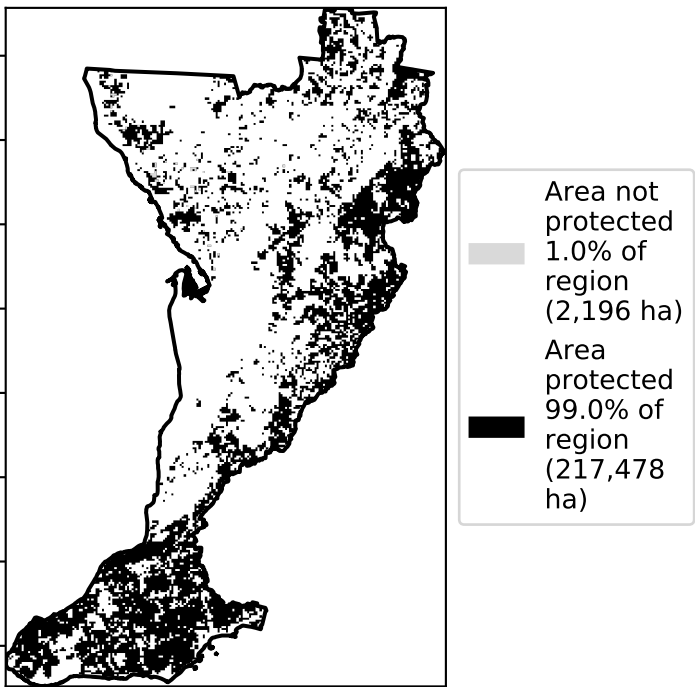 Area not
protected
1.0% of
region
(2,196 ha)
Area
protected
99.0% of
region
(217,478
ha)